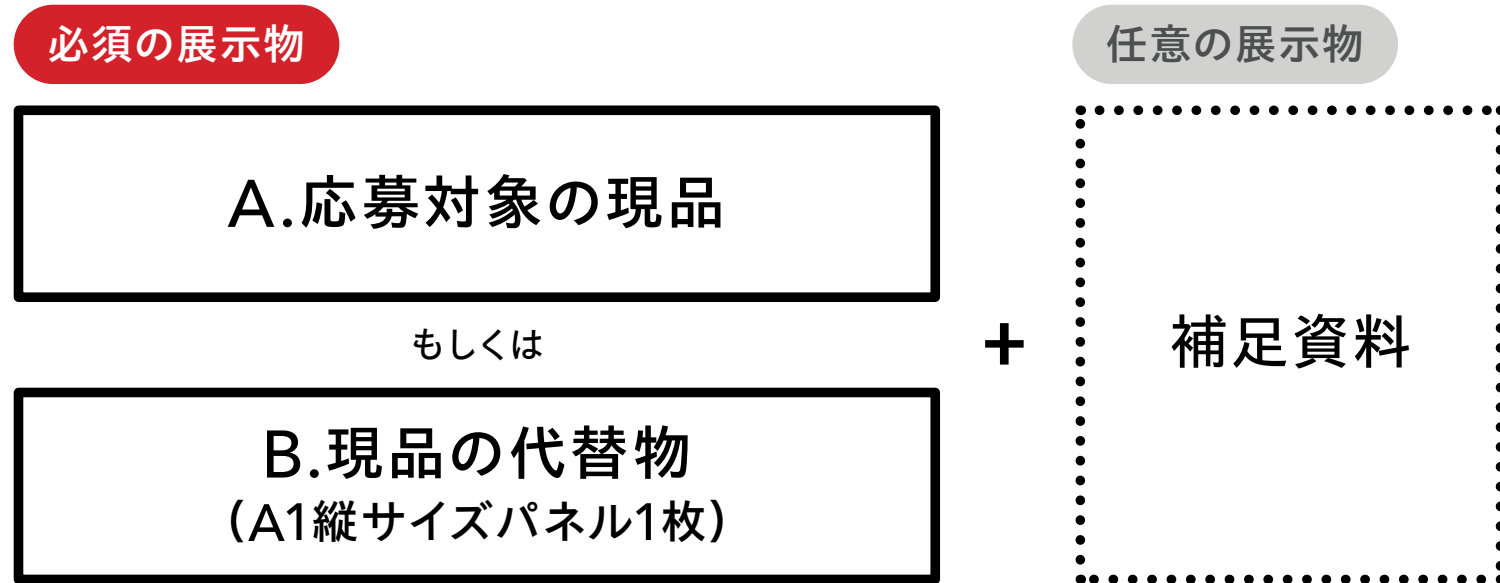 必須の展示物
A.応募対象の現品
もしくは
B.現品の代替物
（A1縦サイズパネル1枚）
+
任意の展示物
補足資料